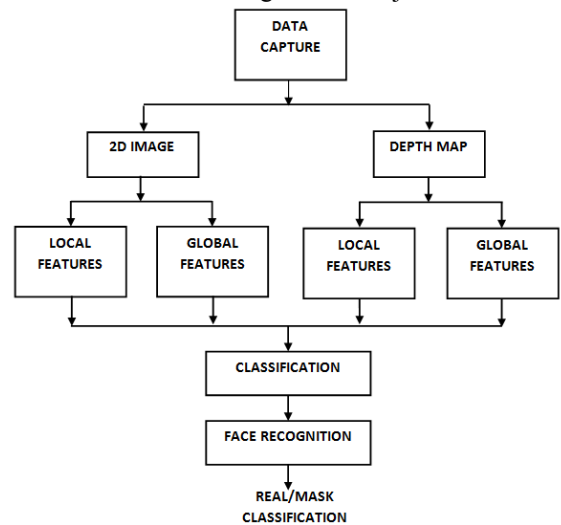 DATA
CAPTURE
2D IMAGE
DEPTH MAP
LOCAL
FEATURES
GLOBAL
FEATURES
LOCAL
FEATURES
GLOBAL
FEATURES
CLASSIFICATION
FACE RECOGNITION
REAL/MASK
CLASSIFICATION